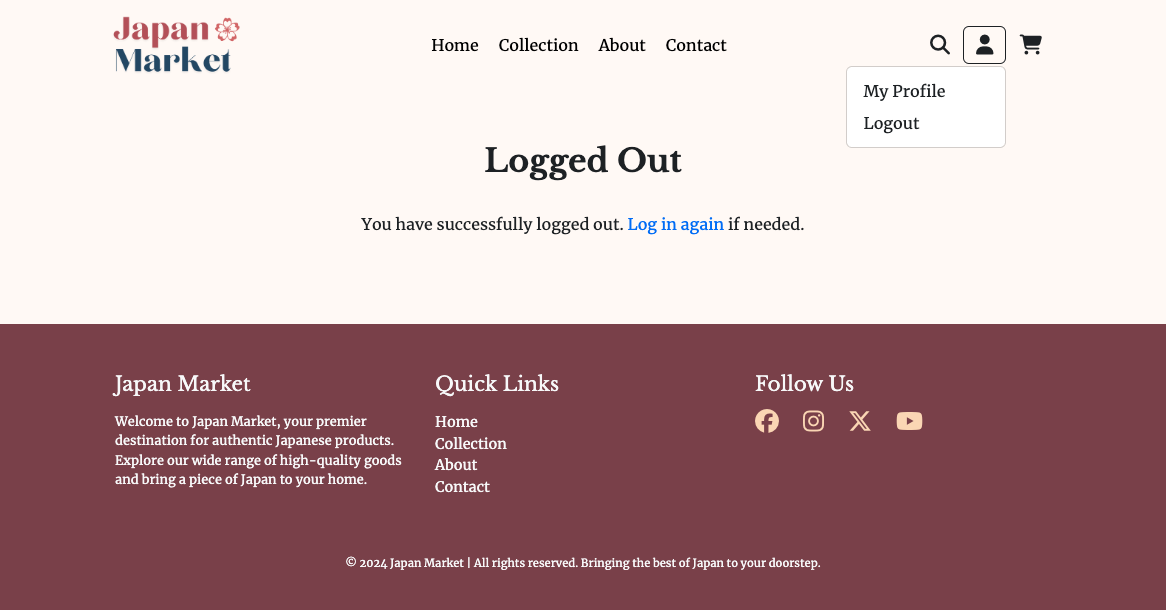 Japan
Market
Home Collection About Contact
My Profile
Logout
Logged Out
You have successfully logged out. Log in again if needed.
Japan Market
Welcome to Japan Market, your premier
destination for authentic Japanese products.
Explore our wide range of high-quality goods
and bring a piece of Japan to your home.
Quick Links
Home
Collection
About
Contact
Follow Us
© 2024 Japan Market | All rights reserved. Bringing the best of Japan to your doorstep.